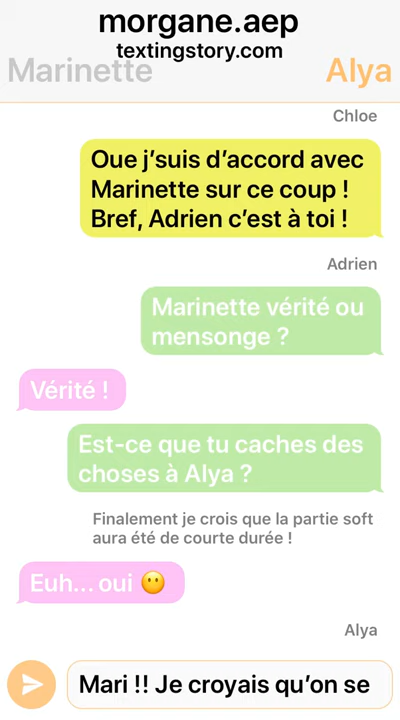 morgane.aep
textingstory.com
Marinette
Alya
Chloe
Oue j’suis d’accord avec
Marinette sur ce coup !
Bref, Adrien c’est à toi !
Adrien
Marinette vérité ou
mensonge ?
Vérité !
Est-ce que tu caches des
choses à Alya ?
Finalement je crois que la partie soft
aura été de courte durée !
Euh... oui 😶
Alya
Mari !! Je croyais qu’on se